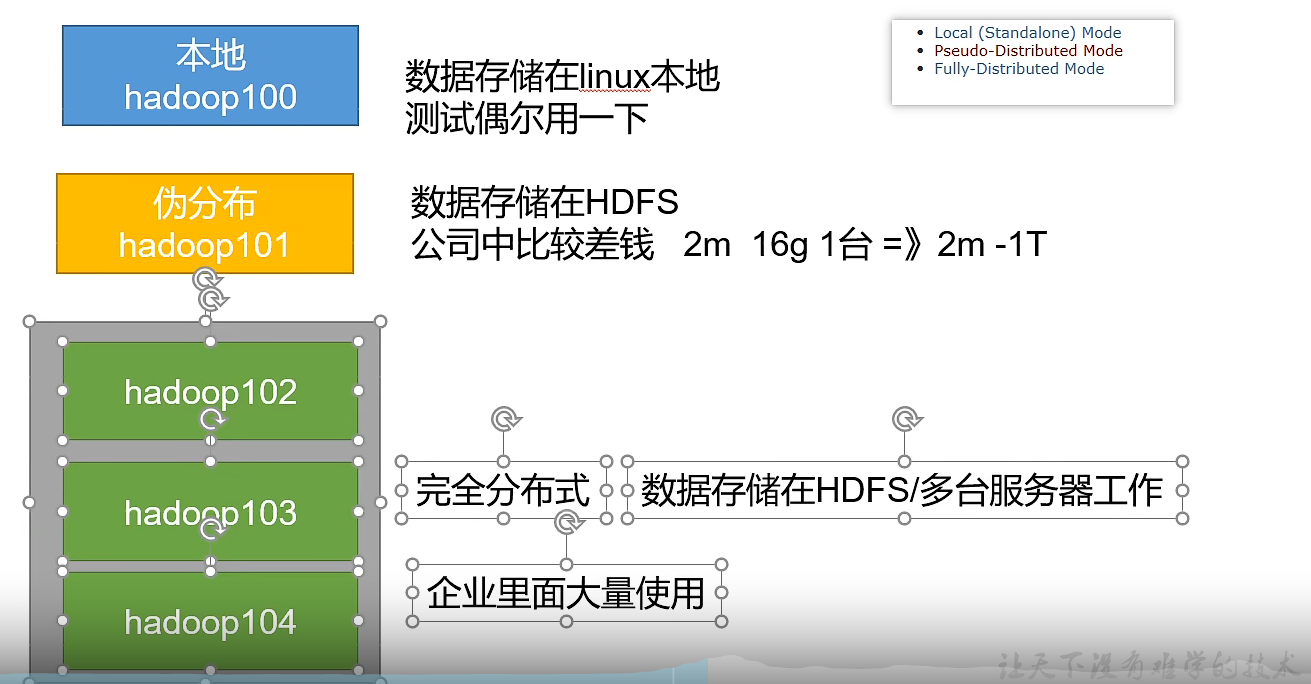 本地
hadoop100
数据存储在linux本地
测试偶尔用一下
Local (Standalone) Mode
Pseudo-Distributed Mode
Fully-Distributed Mode
伪分布
hadoop101
数据存储在HDFS
公司中比较差钱 2m 16g 1台 =》2m -1T
hadoop102
hadoop103
完全分布式
数据存储在HDFS/多台服务器工作
企业里面大量使用
hadoop104
让天下没有难学的技术